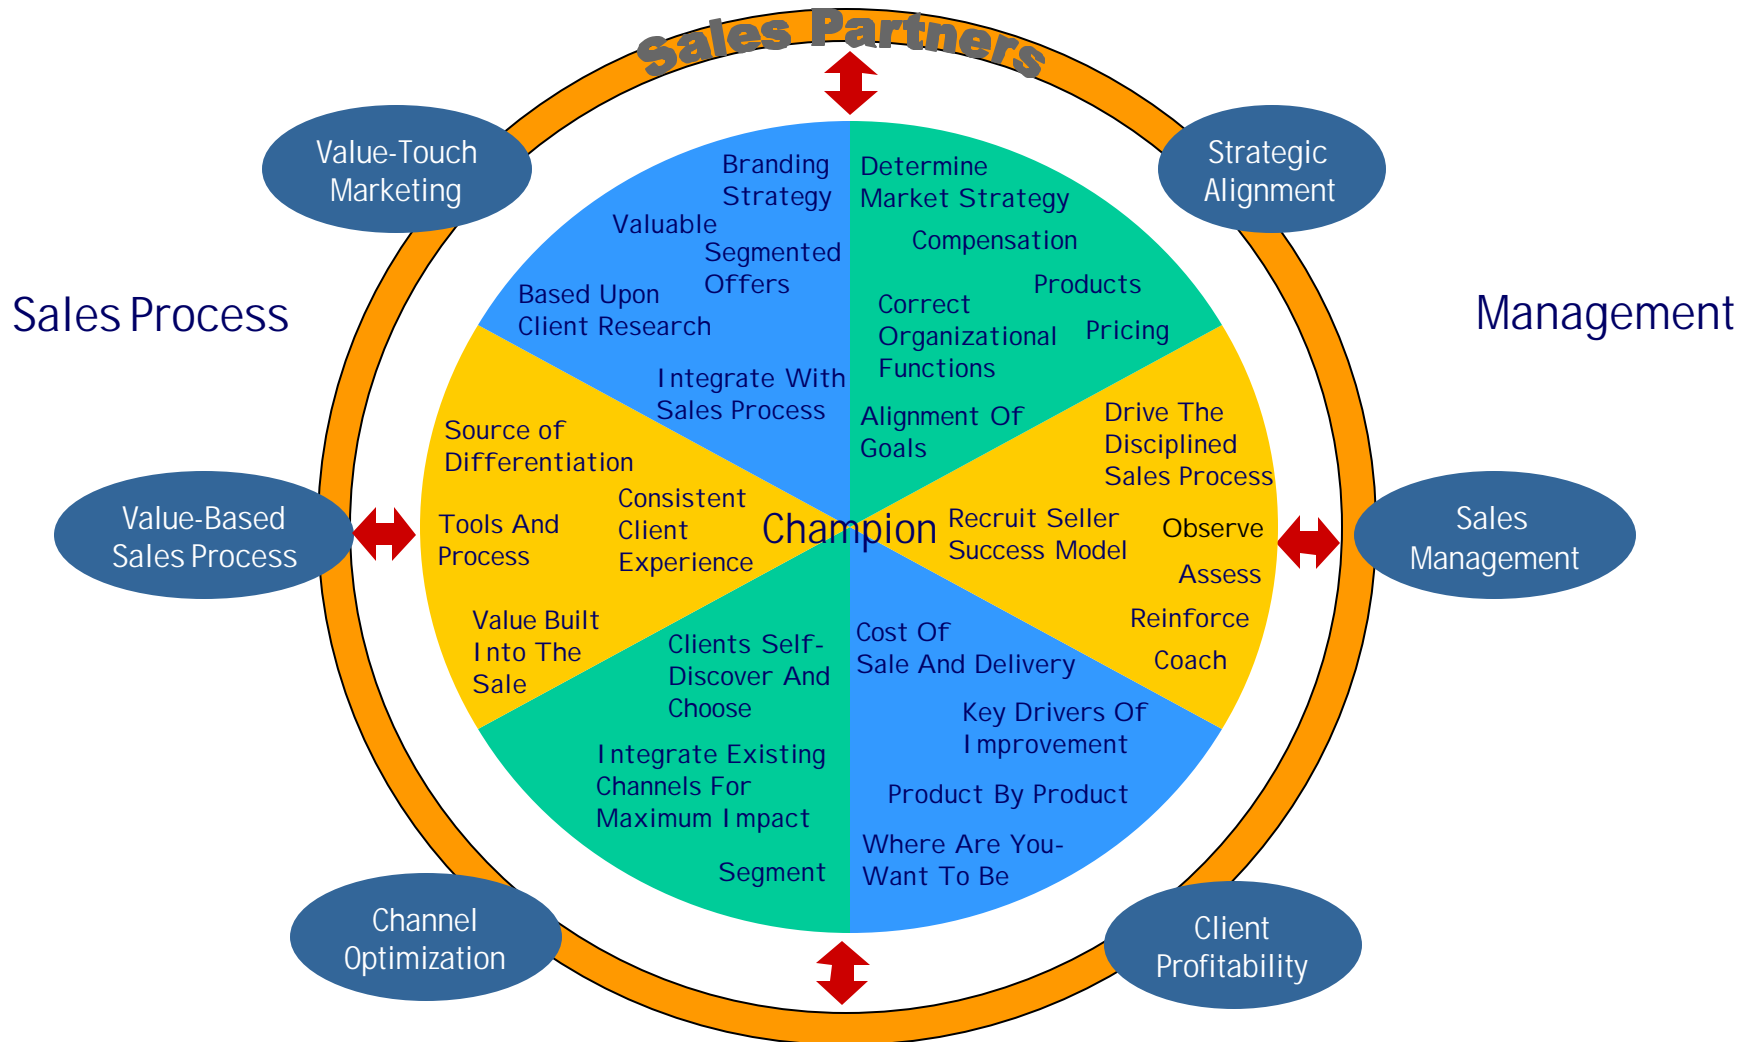 Sales Partners
Value-Touch
Marketing
Strategic
Alignment
Sales Process
Management
Branding
Strategy
Valuable
Segmented
Offers
Based Upon
Client Research
Integrate With
Sales Process
Determine
Market Strategy
Compensation
Products
Correct
Organizational
Functions
Pricing
Alignment Of
Goals
Source of
Differentiation
Consistent
Client
Experience
Tools And
Process
Value Built
Into The
Sale
Champion
Drive The
Disciplined
Sales Process
Recruit Seller
Success Model
Observe
Assess
Reinforce
Coach
Value-Based
Sales Process
Sales
Management
Clients Self-
Discover And
Choose
Integrate Existing
Channels For
Maximum Impact
Segment
Cost Of
Sale And Delivery
Key Drivers Of
Improvement
Product By Product
Where Are You-
Want To Be
Channel
Optimization
Client
Profitability